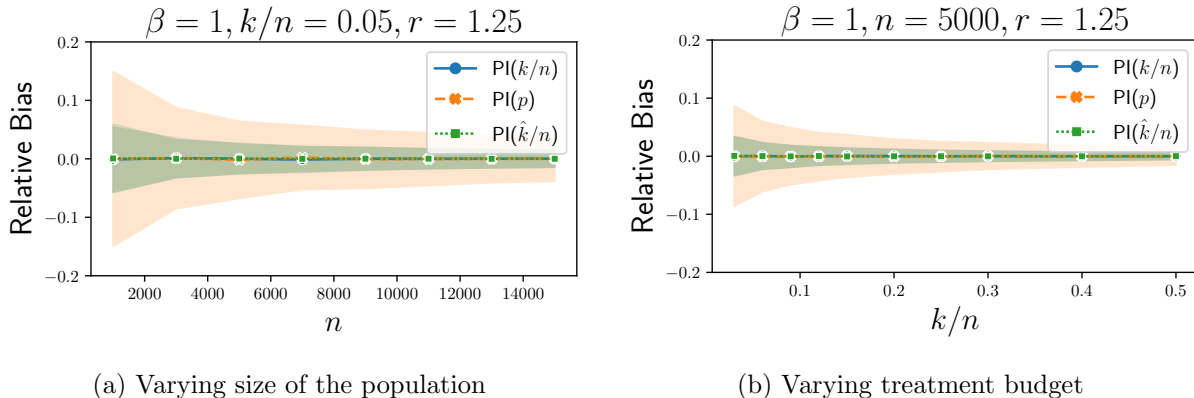 β = 1, k/n = 0.05, r = 1.25
0.2
0.1
0.0
−0.1
−0.2
Relative Bias
PI(k/n)
PI(p)
PI(k̂/n)
2000 4000 6000 8000 10000 12000 14000
n
(a) Varying size of the population
β = 1, n = 5000, r = 1.25
0.2
0.1
0.0
−0.1
−0.2
Relative Bias
PI(k/n)
PI(p)
PI(k̂/n)
0.1 0.2 0.3 0.4 0.5
k/n
(b) Varying treatment budget